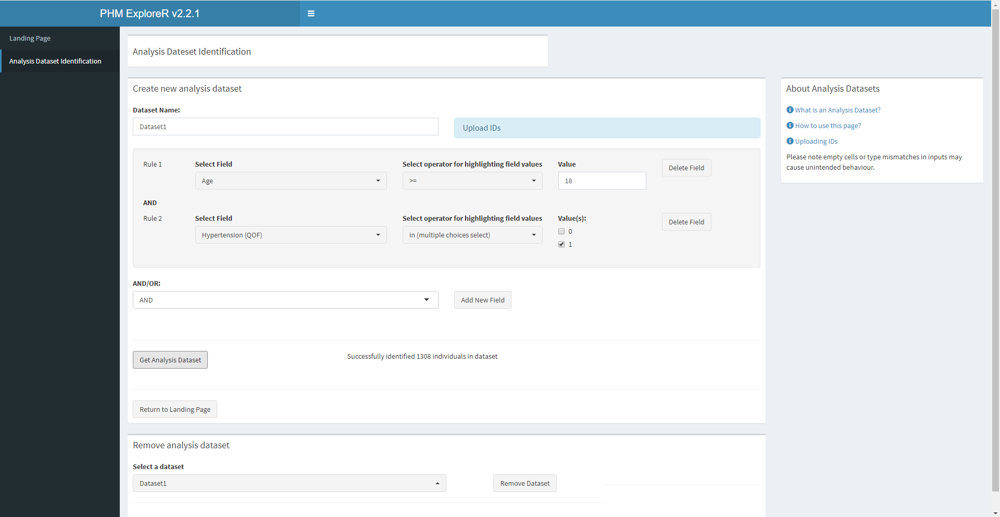 PHM ExploreR v2.2.1
Landing Page
Analysis Dataset Identification
Analysis Dateset Identification
Create new analysis dataset
Dataset Name:
Dataset1
Upload IDs
Rule 1
Select Field
Select operator for highlighting field values
Value
Age
>=
18
Delete Field
AND
Rule 2
Select Field
Select operator for highlighting field values
Value(s):
Hypertension (QOF)
in (multiple choices select)
0
1
Delete Field
AND/OR:
AND
Add New Field
Get Analysis Dataset
Successfully identified 1308 individuals in dataset
Return to Landing Page
Remove analysis dataset
Select a dataset
Dataset1
Remove Dataset
About Analysis Datasets
What is an Analysis Dataset?
How to use this page?
Uploading IDs
Please note empty cells or type mismatches in inputs may
cause unintended behaviour.